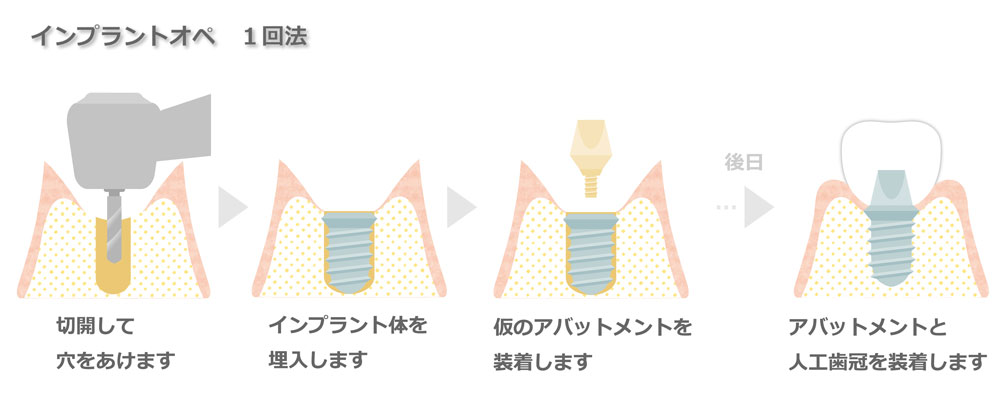 インプラントオペ　１回法
切開して
穴をあけます
インプラント体を
埋入します
仮のアバットメントを
装着します
後日
…
アバットメントと
人工歯冠を装着します